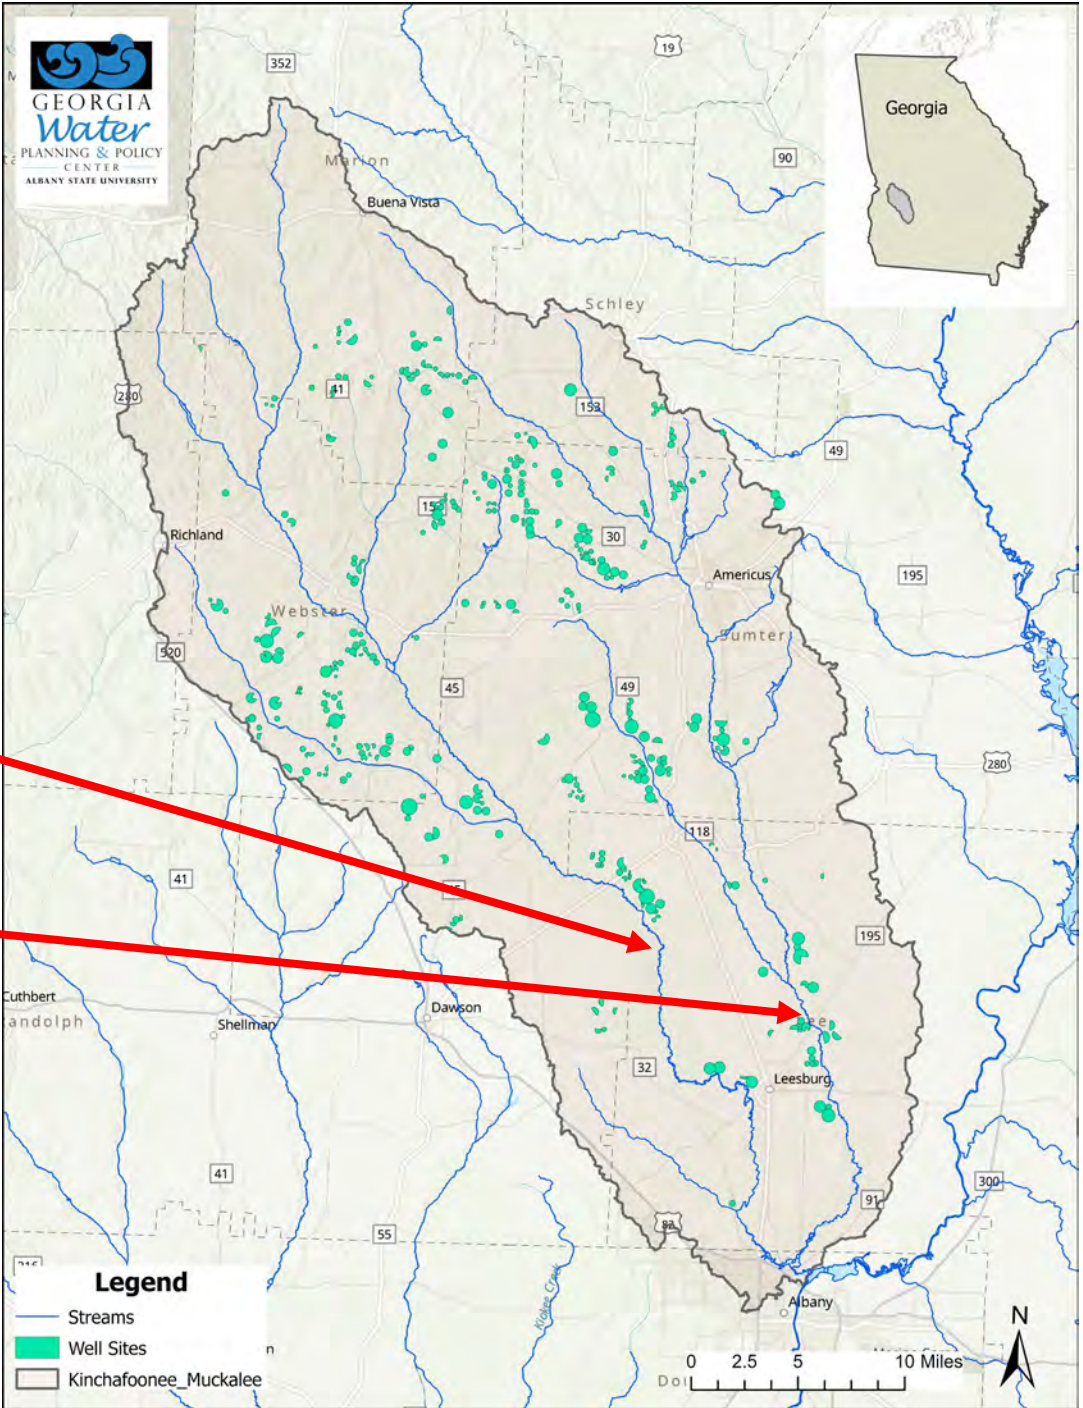 GEORGIA
Water
PLANNING & POLICY
CENTER
ALBANY STATE UNIVERSITY
352
19
Georgia
90
Marion
Buena Vista
Schley
280
41
153
49
Richland
30
Americus
195
Webster
Sumter
520
45
49
280
118
41
195
Cuthbert
Randolph
Shellman
Dawson
32
Leesburg
41
300
91
82
55
Klokee Creek
Albany
Legend
Streams
Well Sites
Kinchafoonee_Muckalee
N
0 2.5 5 10 Miles